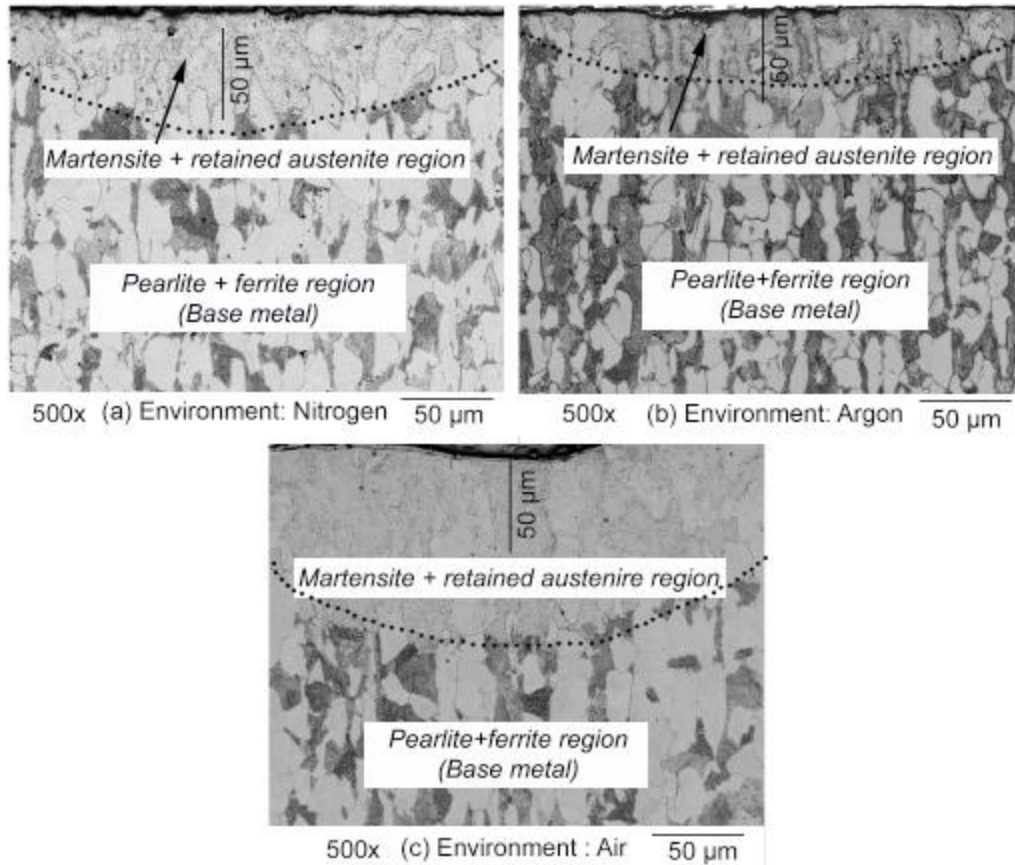 50 µm
Martensite + retained austenite region
Pearlite + ferrite region
(Base metal)
500x (a) Environment: Nitrogen 50 µm
50 µm
Martensite + retained austenite region
Pearlite+ferrite region
(Base metal)
500x (b) Environment: Argon 50 µm
50 µm
Martensite + retained austenire region
Pearlite+ferrite region
(Base metal)
500x (c) Environment : Air 50 µm